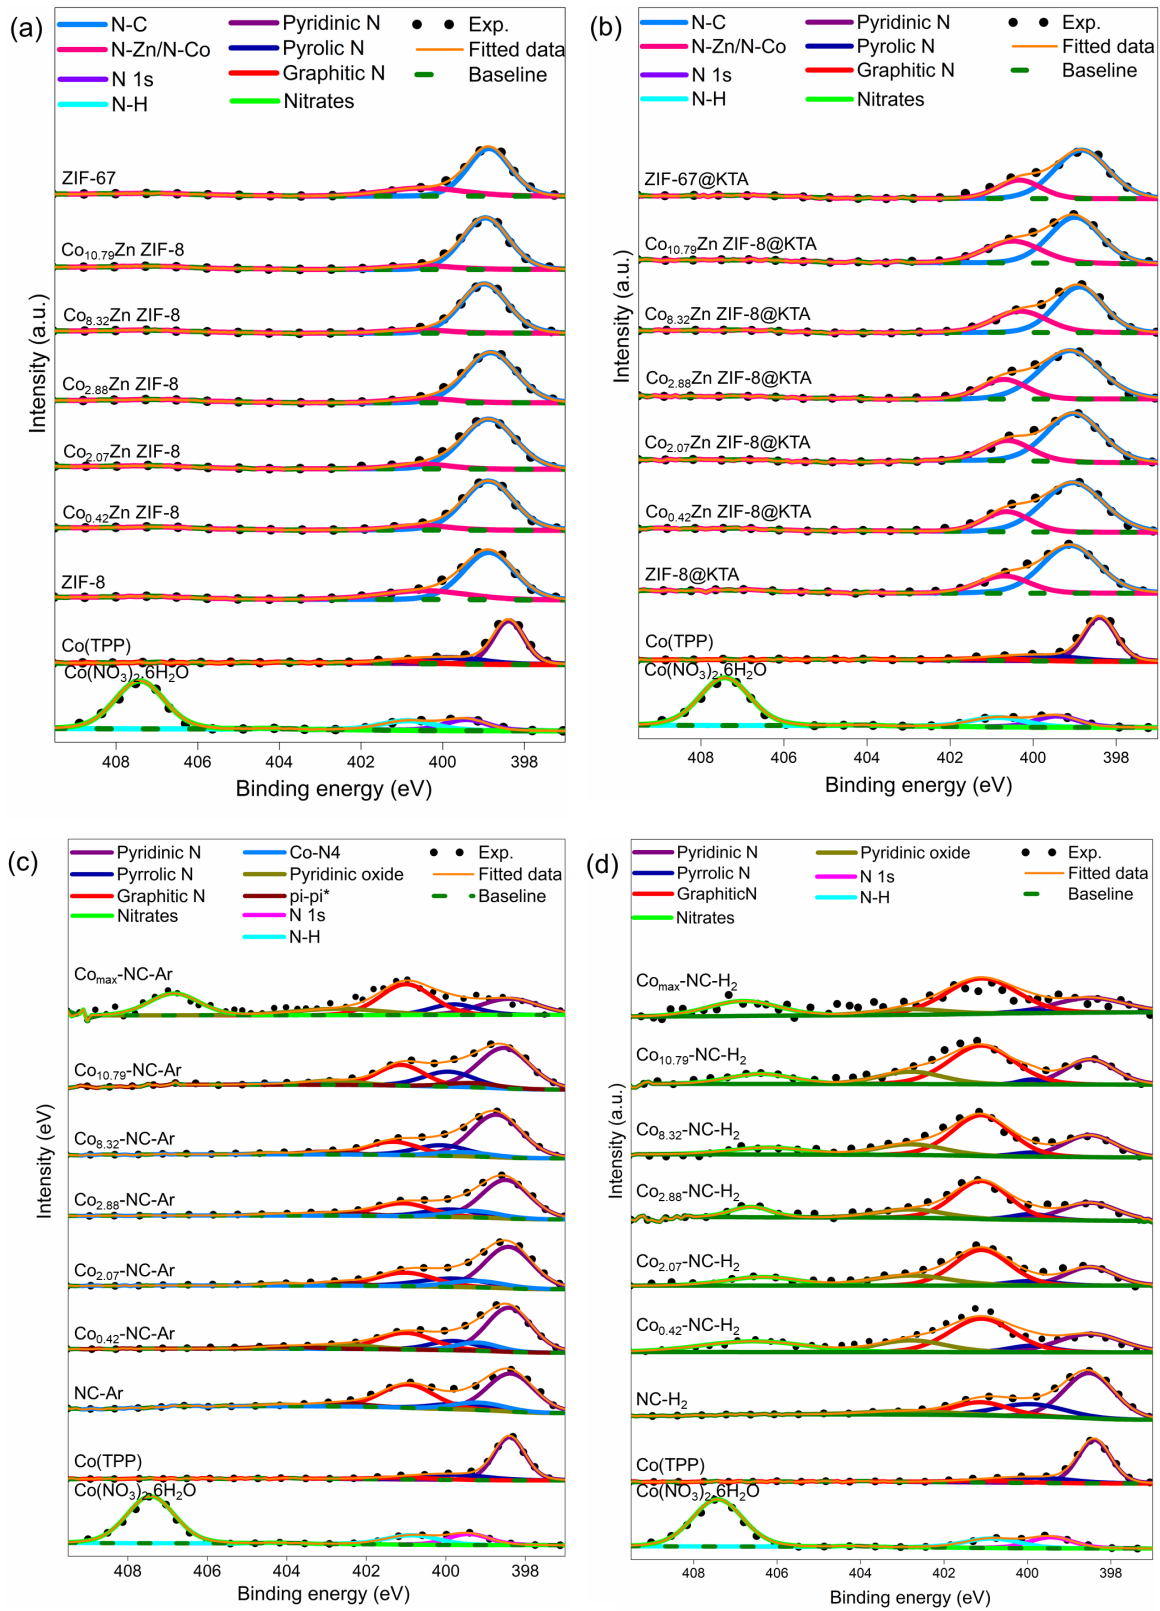 (a)
N-C
N-Zn/N-Co
N 1s
N-H
Pyridinic N
Pyrolic N
Graphitic N
Nitrates
Exp.
Fitted data
Baseline
ZIF-67
Co10.79Zn ZIF-8
Co8.32Zn ZIF-8
Co2.88Zn ZIF-8
Co2.07Zn ZIF-8
Co0.42Zn ZIF-8
ZIF-8
Co(TPP)
Co(NO3)2.6H2O
Intensity (a.u.)
408 406 404 402 400 398
Binding energy (eV)
(b)
N-C
N-Zn/N-Co
N 1s
N-H
Pyridinic N
Pyrolic N
Graphitic N
Nitrates
Exp.
Fitted data
Baseline
ZIF-67@KTA
Co10.79Zn ZIF-8@KTA
Co8.32Zn ZIF-8@KTA
Co2.88Zn ZIF-8@KTA
Co2.07Zn ZIF-8@KTA
Co0.42Zn ZIF-8@KTA
ZIF-8@KTA
Co(TPP)
Co(NO3)2.6H2O
Intensity (a.u.)
408 406 404 402 400 398
Binding energy (eV)
(c)
Pyridinic N
Pyrrolic N
Graphitic N
Nitrates
Co-N4
Pyridinic oxide
pi-pi*
N 1s
N-H
Exp.
Fitted data
Baseline
Comax-NC-Ar
Co10.79-NC-Ar
Co8.32-NC-Ar
Co2.88-NC-Ar
Co2.07-NC-Ar
Co0.42-NC-Ar
NC-Ar
Co(TPP)
Co(NO3)2.6H2O
Intensity (eV)
408 406 404 402 400 398
Binding energy (eV)
(d)
Pyridinic N
Pyrrolic N
GraphiticN
Nitrates
Pyridinic oxide
N 1s
N-H
Exp.
Fitted data
Baseline
Comax-NC-H2
Co10.79-NC-H2
Co8.32-NC-H2
Co2.88-NC-H2
Co2.07-NC-H2
Co0.42-NC-H2
NC-H2
Co(TPP)
Co(NO3)2.6H2O
Intensity (a.u.)
408 406 404 402 400 398
Binding energy (eV)